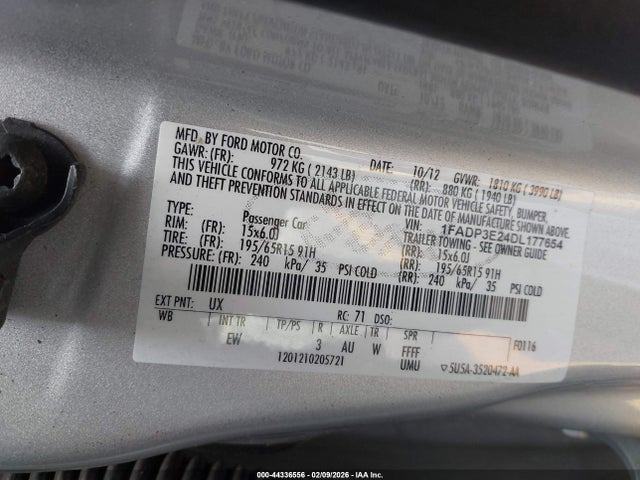 MFD. BY FORD MOTOR CO.
DATE: 10/12 GVWR: 1810 KG ( 3990 LB)
GAWR: (FR): 972 KG ( 2143 LB) (RR): 880 KG ( 1940 LB)
THIS VEHICLE CONFORMS TO ALL APPLICABLE FEDERAL MOTOR VEHICLE SAFETY, BUMPER,
AND THEFT PREVENTION STANDARDS IN EFFECT ON THE DATE OF MANUFACTURE SHOWN ABOVE.
VIN: 1FADP3E24DL177654
TYPE: Passenger Car TRAILER TOWING - SEE OWNER GUIDE
RIM: (FR): 15x6.0J (RR): 15x6.0J
TIRE: (FR): 195/65R15 91H (RR): 195/65R15 91H
PRESSURE: (FR): 240 kPa/ 35 PSI COLD (RR): 240 kPa/ 35 PSI COLD
EXT PNT: UX RC: 71 DSO: F0116
WB INT TR TP/PS R AXLE TR SPR
EW 3 AU W FFFF
1201210205721 UMU 5U5A-3520472-AA
000-44336556 - 02/09/2026 - IAA Inc.